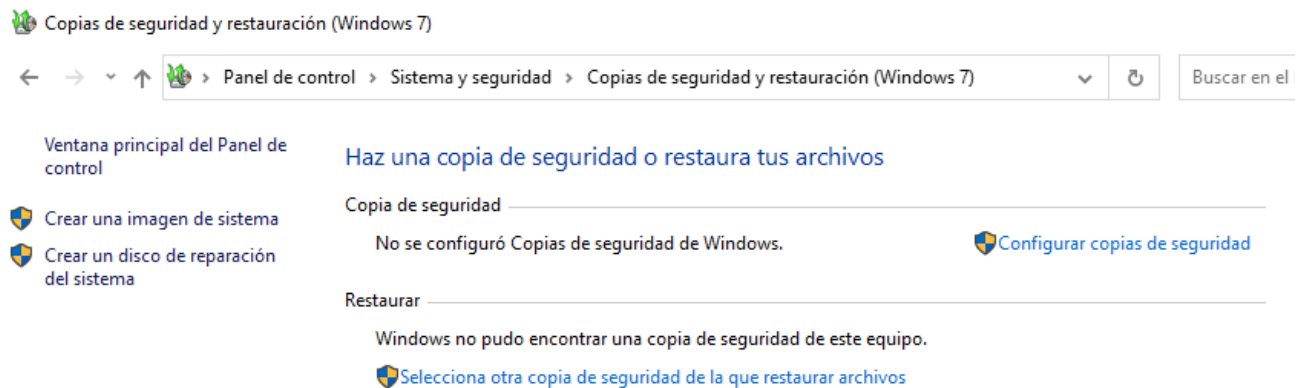 Copias de seguridad y restauración (Windows 7)
Panel de control > Sistema y seguridad > Copias de seguridad y restauración (Windows 7)
Buscar en el
Ventana principal del Panel de
control
Crear una imagen de sistema
Crear un disco de reparación
del sistema
Haz una copia de seguridad o restaura tus archivos
Copia de seguridad
No se configuró Copias de seguridad de Windows.
Configurar copias de seguridad
Restaurar
Windows no pudo encontrar una copia de seguridad de este equipo.
Selecciona otra copia de seguridad de la que restaurar archivos